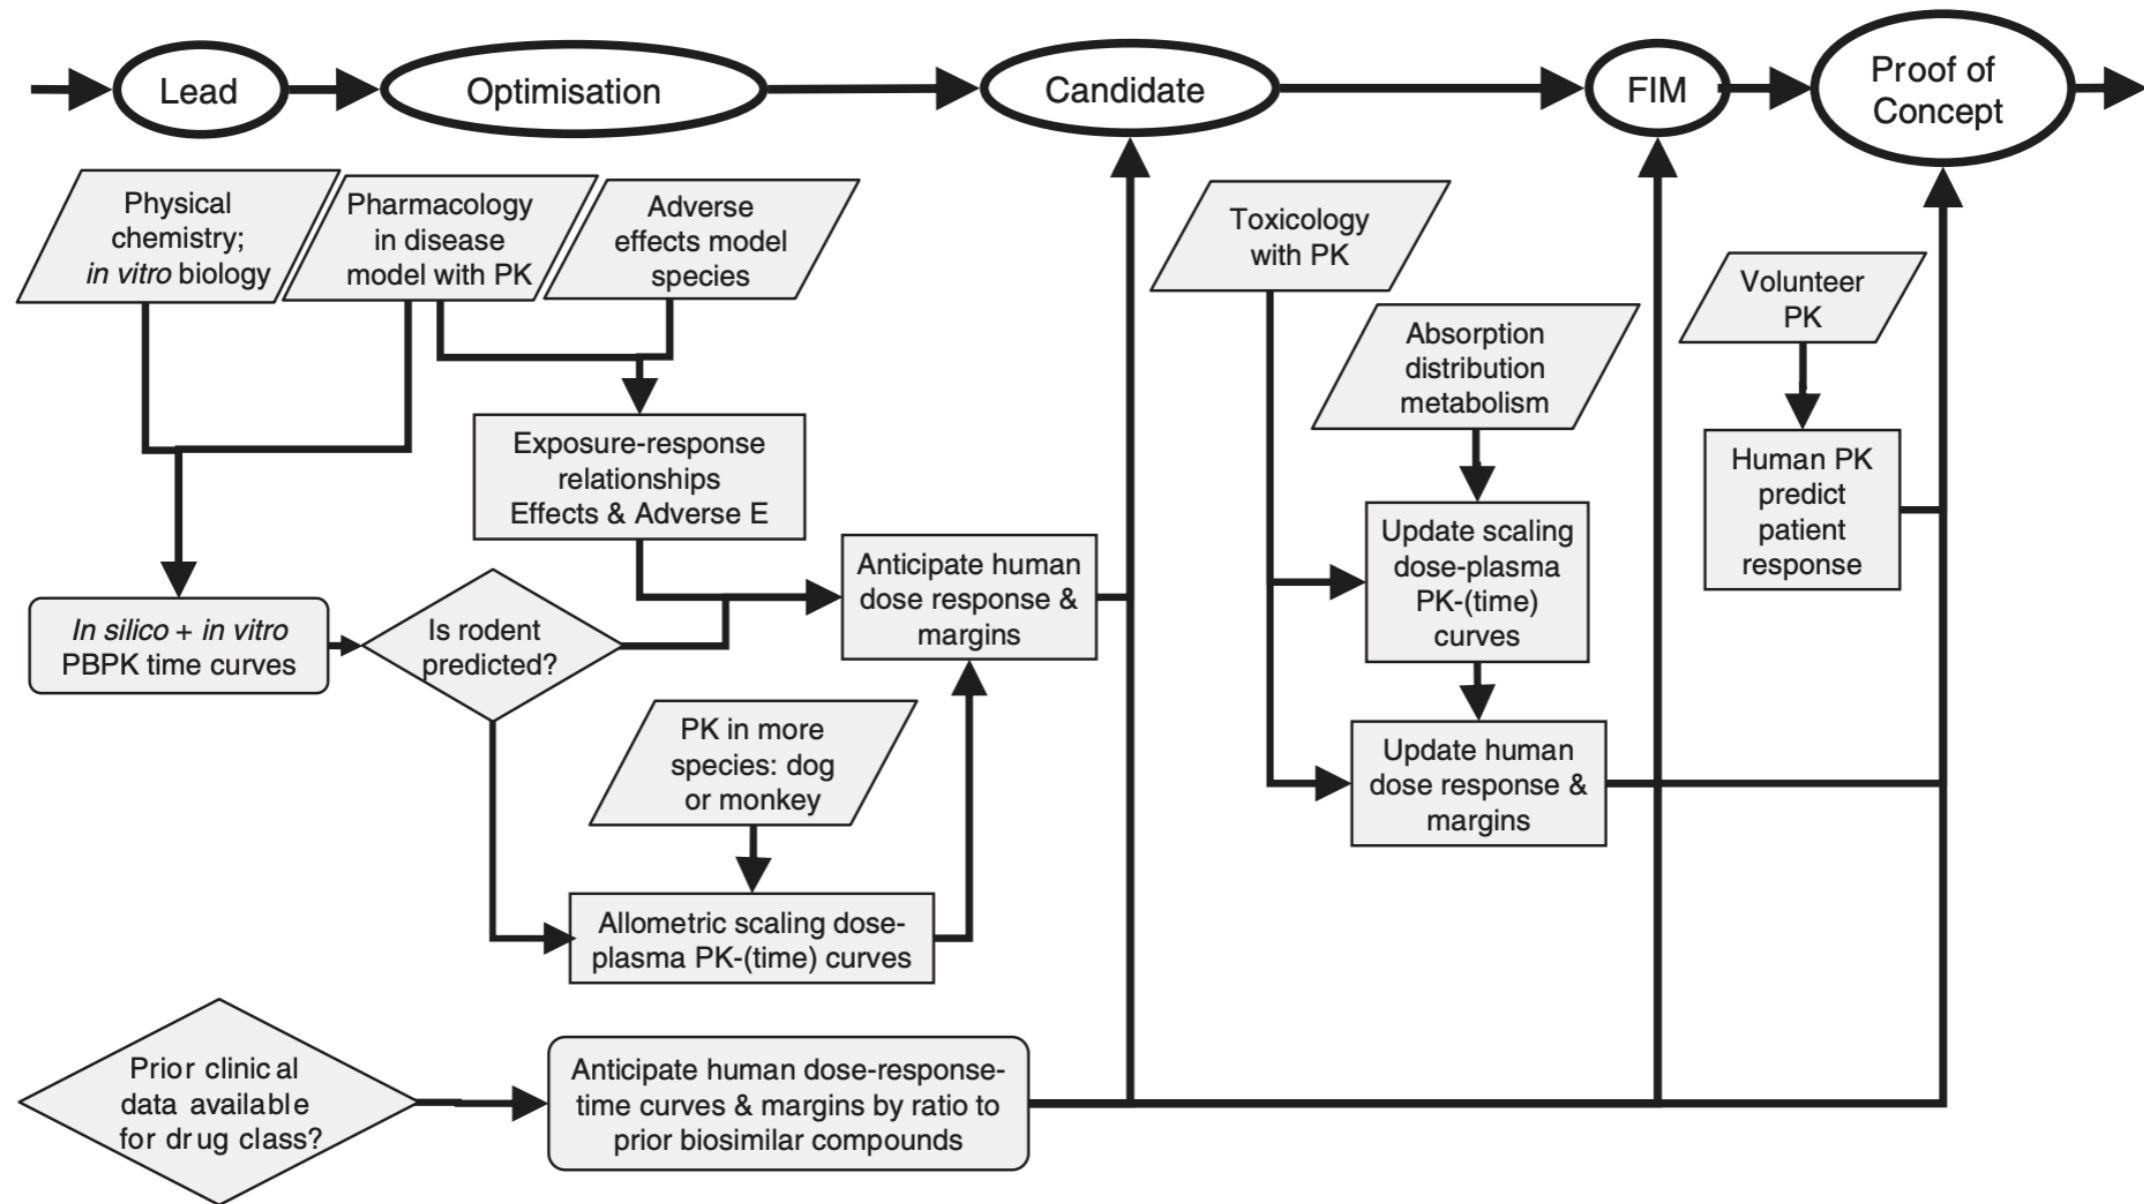 Lead
Optimisation
Candidate
FIM
Proof of
Concept
Physical
chemistry;
in vitro biology
Pharmacology
in disease
model with PK
Adverse
effects model
species
Toxicology
with PK
Volunteer
PK
Absorption
distribution
metabolism
Exposure-response
relationships
Effects & Adverse E
Human PK
predict
patient
response
Anticipate human
dose response &
margins
Update scaling
dose-plasma
PK-(time)
curves
In silico + in vitro
PBPK time curves
Is rodent
predicted?
PK in more
species: dog
or monkey
Update human
dose response &
margins
Allometric scaling dose-
plasma PK-(time) curves
Prior clinical
data available
for drug class?
Anticipate human dose-response-
time curves & margins by ratio to
prior biosimilar compounds